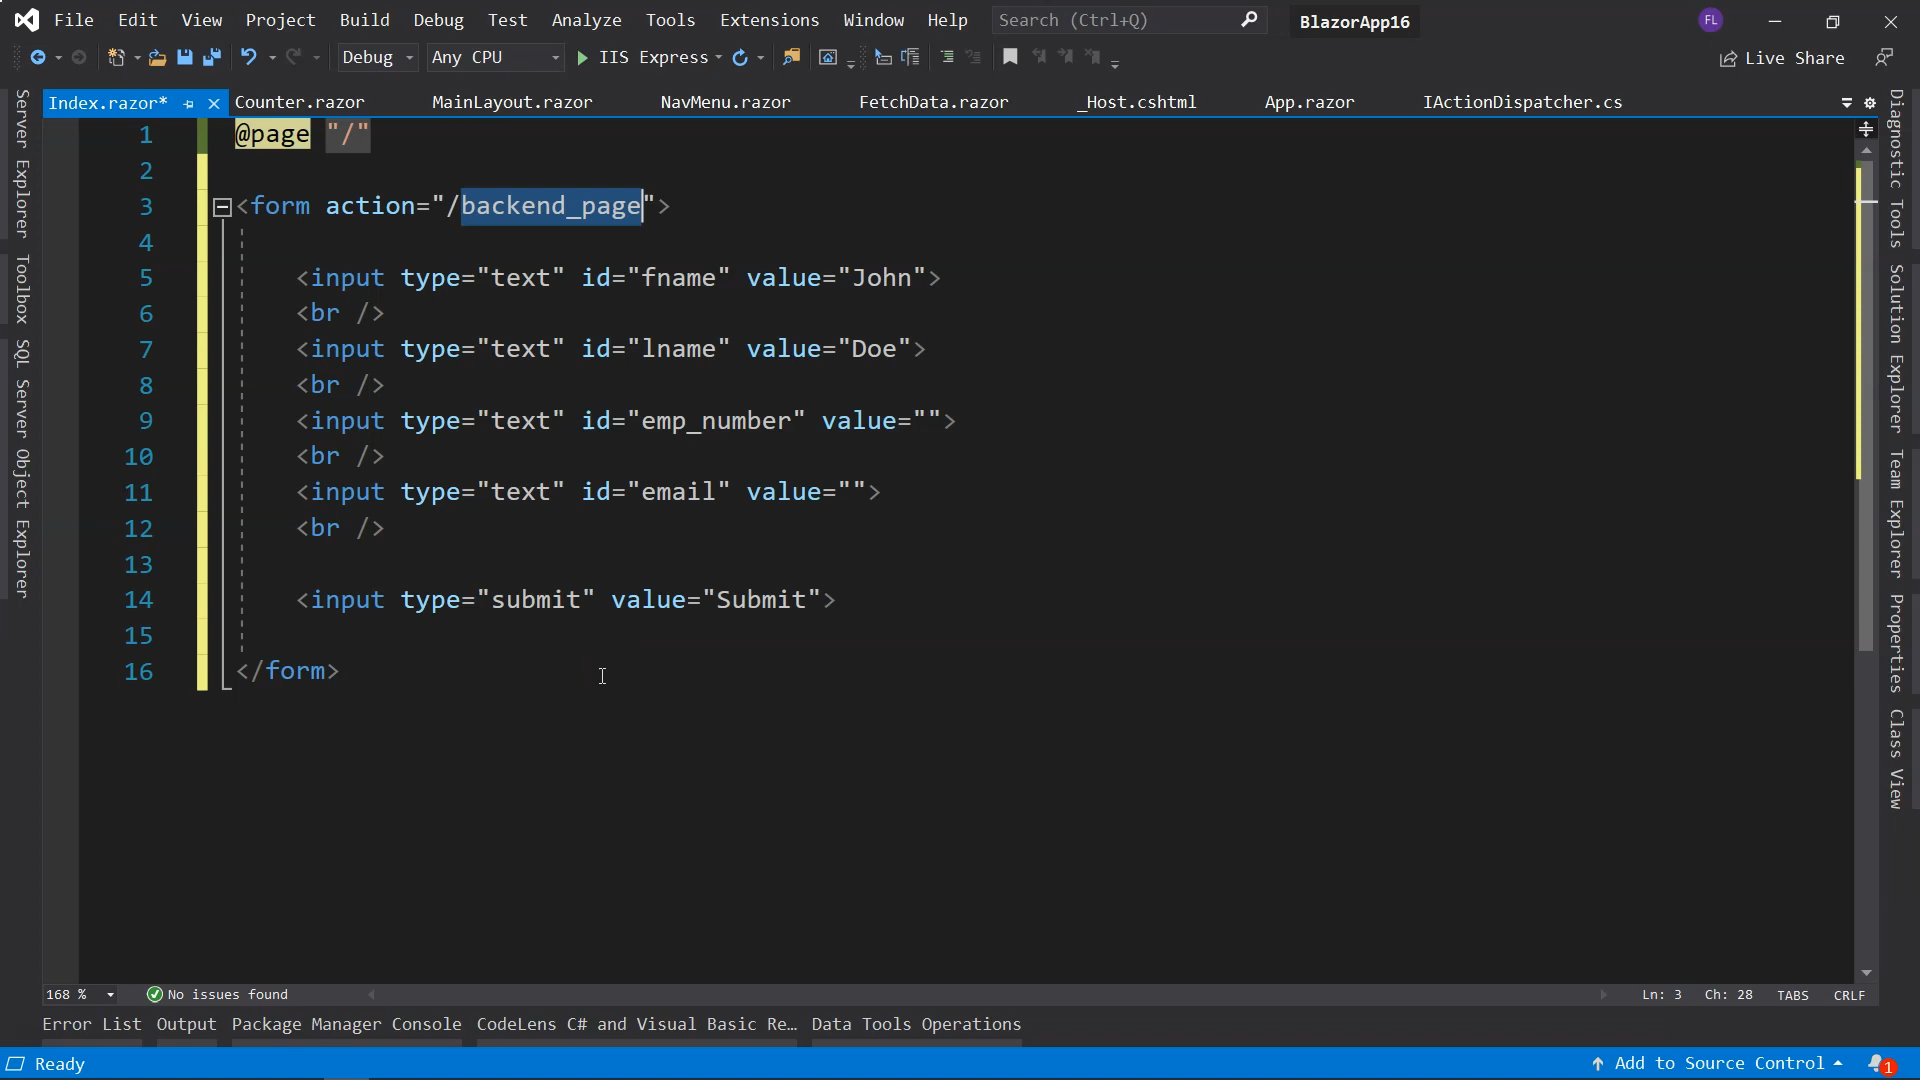 File Edit View Project Build Debug Test Analyze Tools Extensions Window Help Search (Ctrl+Q) BlazorApp16 FL
Debug Any CPU IIS Express Live Share
Index.razor* Counter.razor MainLayout.razor NavMenu.razor FetchData.razor _Host.cshtml App.razor IActionDispatcher.cs
Server Explorer
Toolbox
SQL Server Object Explorer
1 @page "/"
2
3 <form action="/backend_page">
4
5 <input type="text" id="fname" value="John">
6 <br />
7 <input type="text" id="lname" value="Doe">
8 <br />
9 <input type="text" id="emp_number" value="">
10 <br />
11 <input type="text" id="email" value="">
12 <br />
13
14 <input type="submit" value="Submit">
15
16 </form>
Diagnostic Tools
Solution Explorer
Team Explorer
Properties
Class View
168 % No issues found Ln: 3 Ch: 28 TABS CRLF
Error List Output Package Manager Console CodeLens C# and Visual Basic Re… Data Tools Operations
Ready Add to Source Control 1